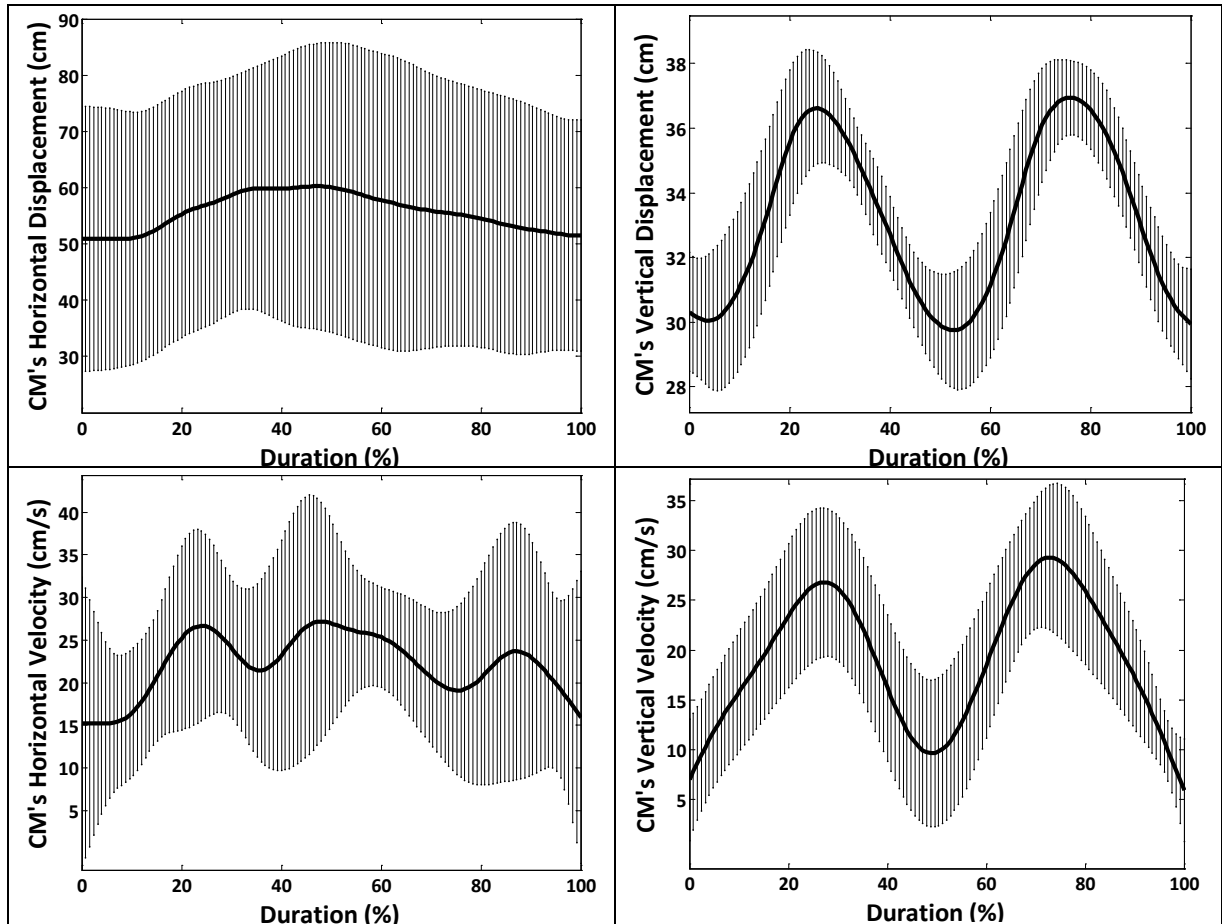 CM's Horizontal Displacement (cm)
90
80
70
60
50
40
30
0 20 40 60 80 100
Duration (%)
CM's Vertical Displacement (cm)
38
36
34
32
30
28
0 20 40 60 80 100
Duration (%)
CM's Horizontal Velocity (cm/s)
40
35
30
25
20
15
10
5
0 20 40 60 80 100
Duration (%)
CM's Vertical Velocity (cm/s)
35
30
25
20
15
10
5
0 20 40 60 80 100
Duration (%)